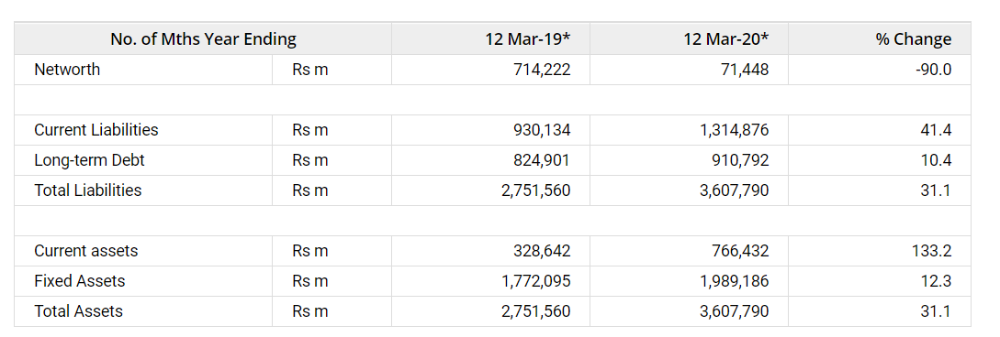 No. of Mths Year Ending 12 Mar-19* 12 Mar-20* % Change
Networth Rs m 714,222 71,448 -90.0
Current Liabilities Rs m 930,134 1,314,876 41.4
Long-term Debt Rs m 824,901 910,792 10.4
Total Liabilities Rs m 2,751,560 3,607,790 31.1
Current assets Rs m 328,642 766,432 133.2
Fixed Assets Rs m 1,772,095 1,989,186 12.3
Total Assets Rs m 2,751,560 3,607,790 31.1